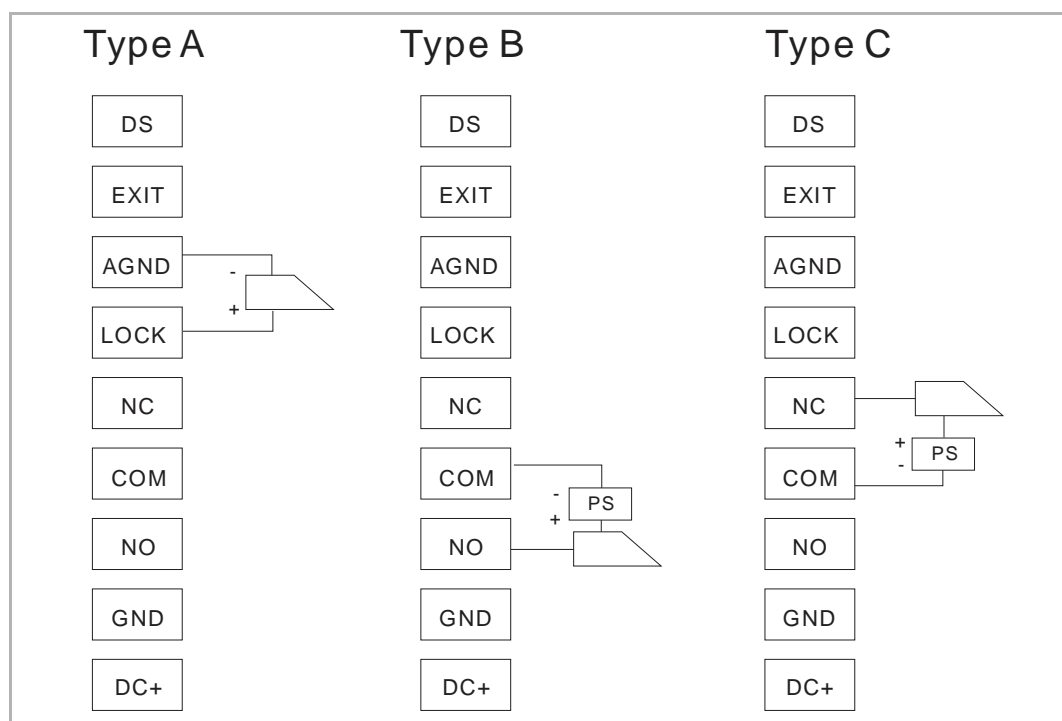 Type A
DS
EXIT
AGND
-
+
LOCK
NC
COM
NO
GND
DC+
Type B
DS
EXIT
AGND
LOCK
NC
COM
-
PS
+
NO
GND
DC+
Type C
DS
EXIT
AGND
LOCK
NC
+
PS
-
COM
NO
GND
DC+